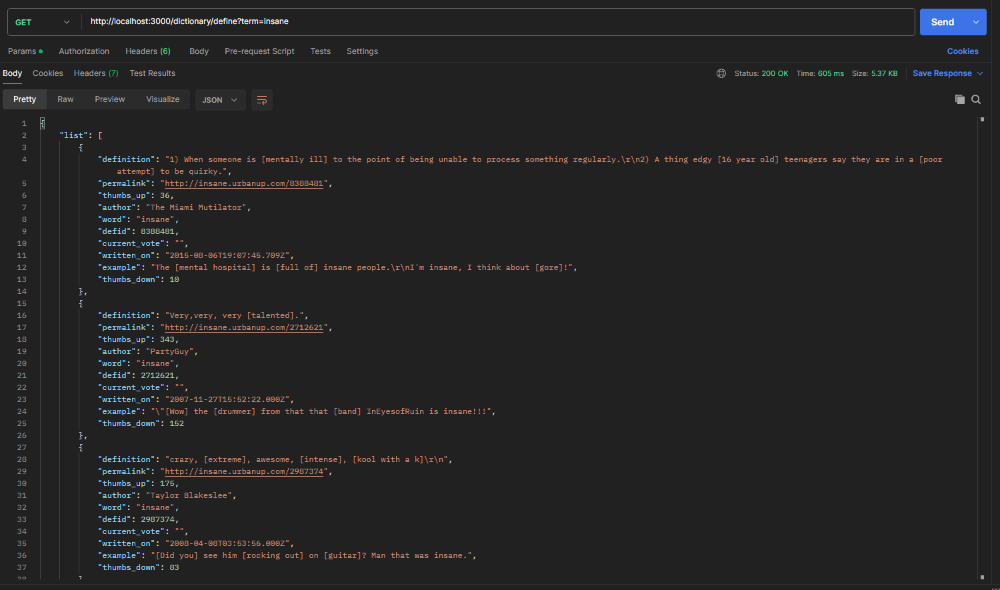 GET http://localhost:3000/dictionary/define?term=insane Send
Params Authorization Headers (6) Body Pre-request Script Tests Settings Cookies
Body Cookies Headers (7) Test Results Status: 200 OK Time: 605 ms Size: 5.37 KB Save Response
Pretty Raw Preview Visualize JSON
1 {
2 "list": [
3 {
4 "definition": "1) When someone is [mentally ill] to the point of being unable to process something regularly.\r\n2) A thing edgy [16 year old] teenagers say they are in a [poor
attempt] to be quirky.",
5 "permalink": "http://insane.urbanup.com/8388481",
6 "thumbs_up": 36,
7 "author": "The Miami Mutilator",
8 "word": "insane",
9 "defid": 8388481,
10 "current_vote": "",
11 "written_on": "2015-08-06T19:07:45.709Z",
12 "example": "The [mental hospital] is [full of] insane people.\r\nI'm insane, I think about [gore]!",
13 "thumbs_down": 10
14 },
15 {
16 "definition": "Very,very, very [talented].",
17 "permalink": "http://insane.urbanup.com/2712621",
18 "thumbs_up": 343,
19 "author": "PartyGuy",
20 "word": "insane",
21 "defid": 2712621,
22 "current_vote": "",
23 "written_on": "2007-11-27T15:52:22.000Z",
24 "example": "\"[Wow] the [drummer] from that that [band] InEyesofRuin is insane!!!",
25 "thumbs_down": 152
26 },
27 {
28 "definition": "crazy, [extreme], awesome, [intense], [kool with a k]\r\n",
29 "permalink": "http://insane.urbanup.com/2987374",
30 "thumbs_up": 175,
31 "author": "Taylor Blakeslee",
32 "word": "insane",
33 "defid": 2987374,
34 "current_vote": "",
35 "written_on": "2008-04-08T03:53:56.000Z",
36 "example": "[Did you] see him [rocking out] on [guitar]? Man that was insane.",
37 "thumbs_down": 83